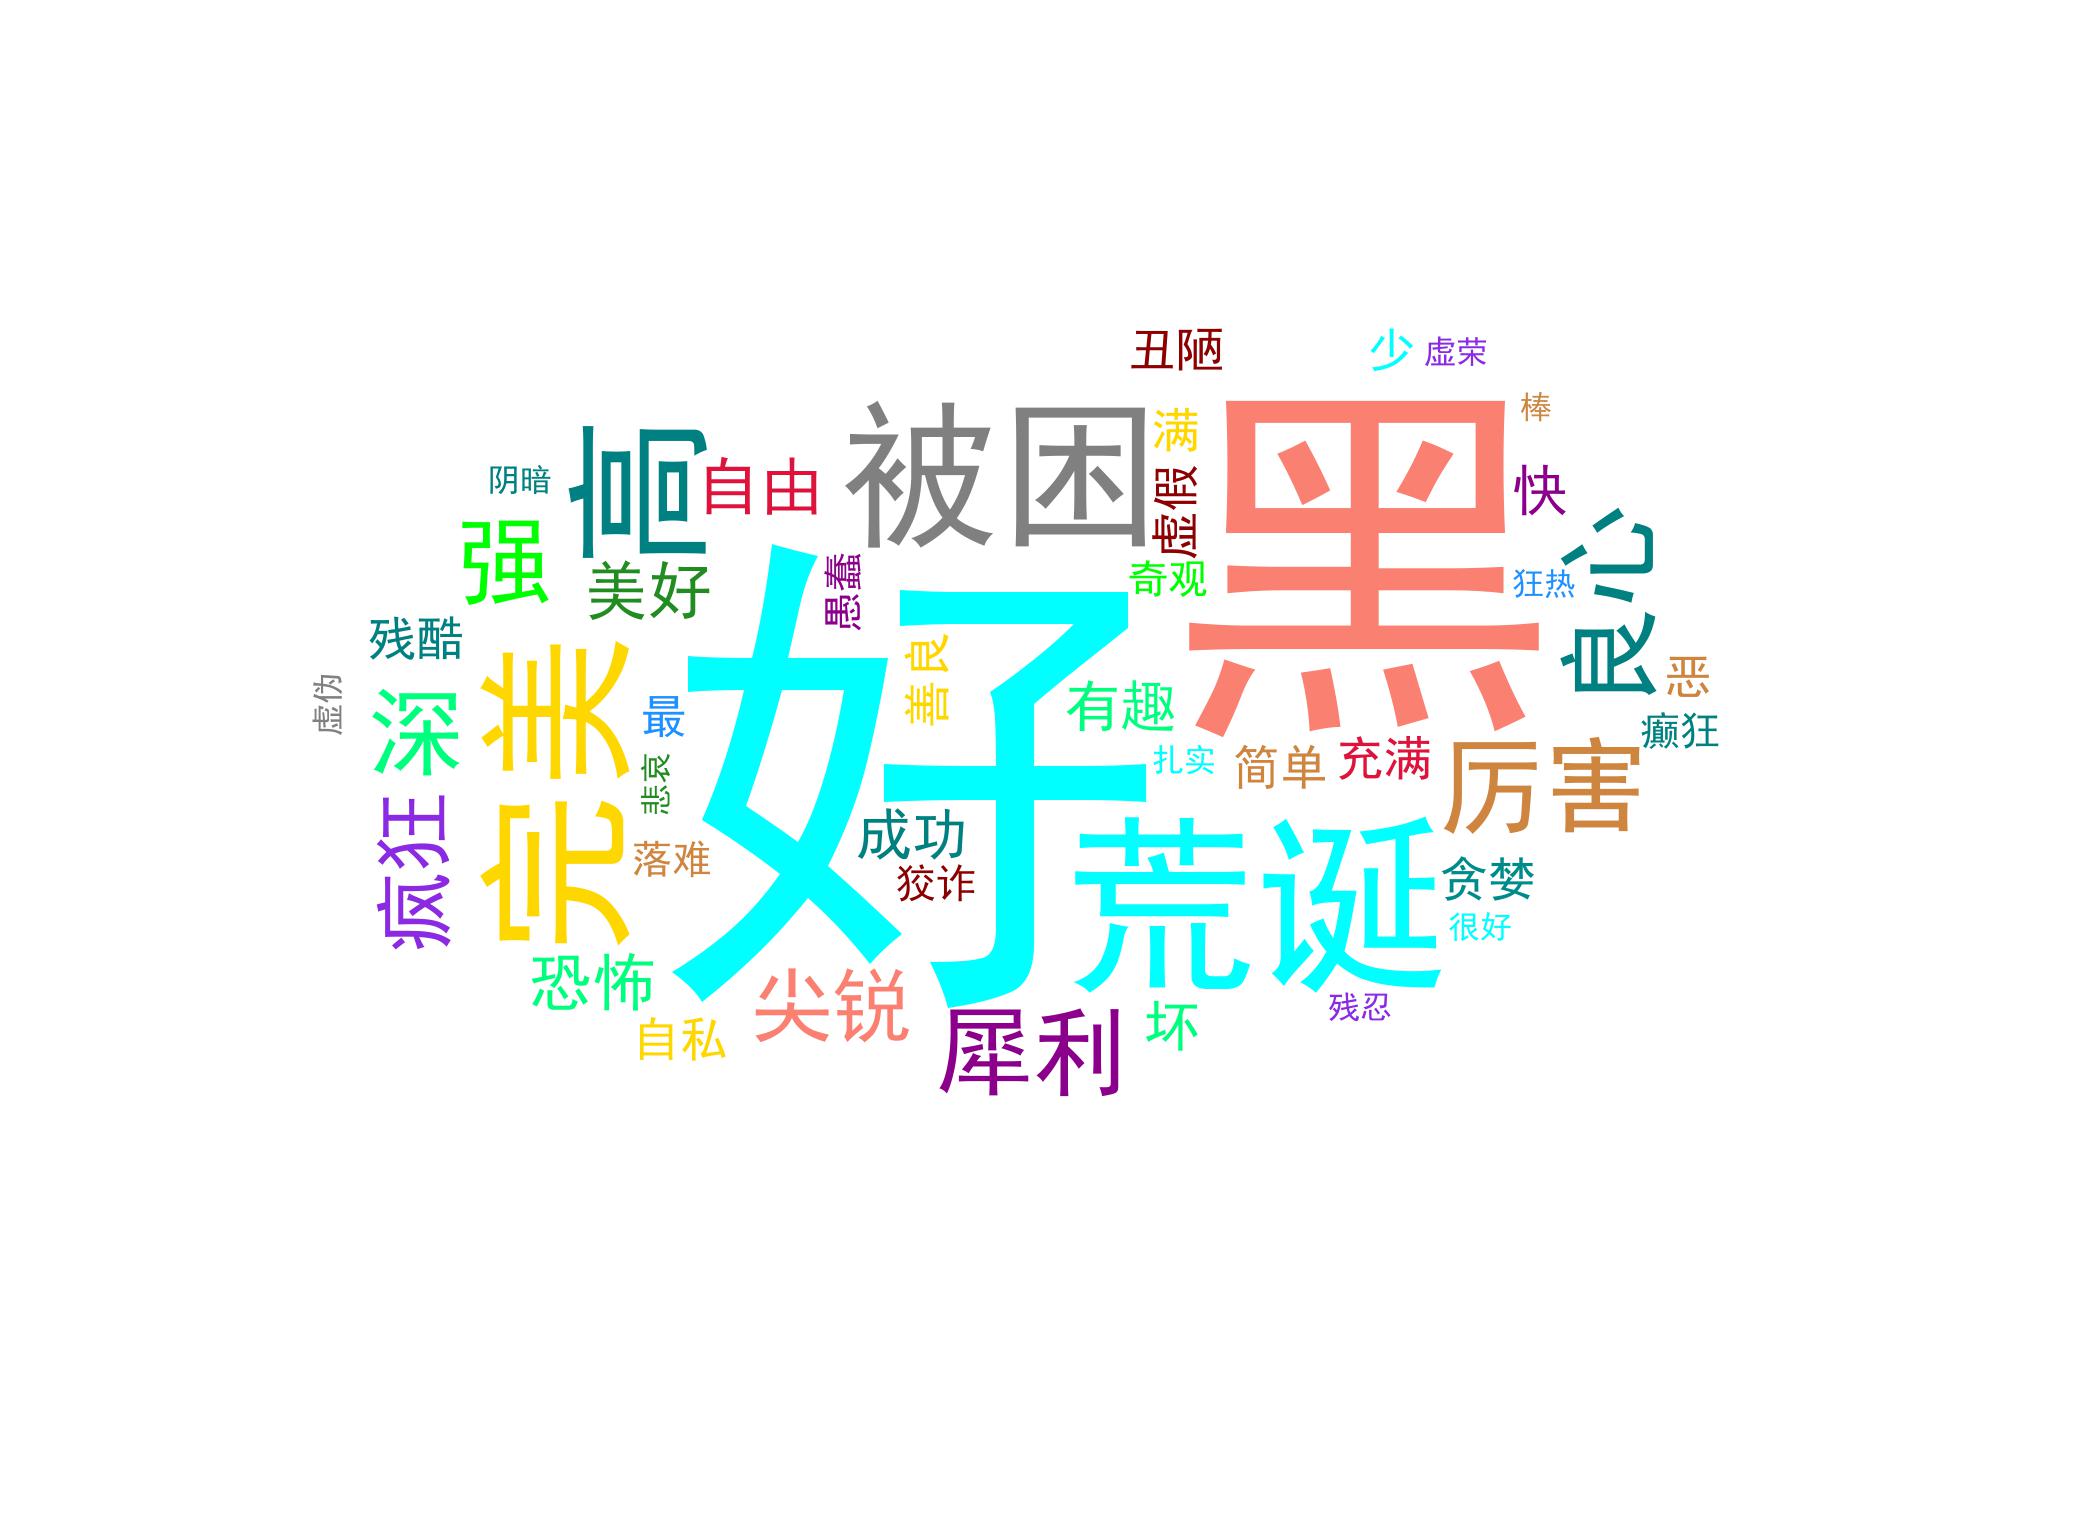 丑陋
少
虚荣
棒
被困
黑
满
高
自由
阴暗
虚假
快
强
美好
愚蠢
奇观
狂热
良心
好
残酷
善良
恶
虚伪
深
完美
最
有趣
癫狂
悲哀
扎实
简单
充满
厉害
疯狂
落难
成功
狡诈
荒诞
贪婪
很好
恐怖
尖锐
残忍
自私
犀利
坏